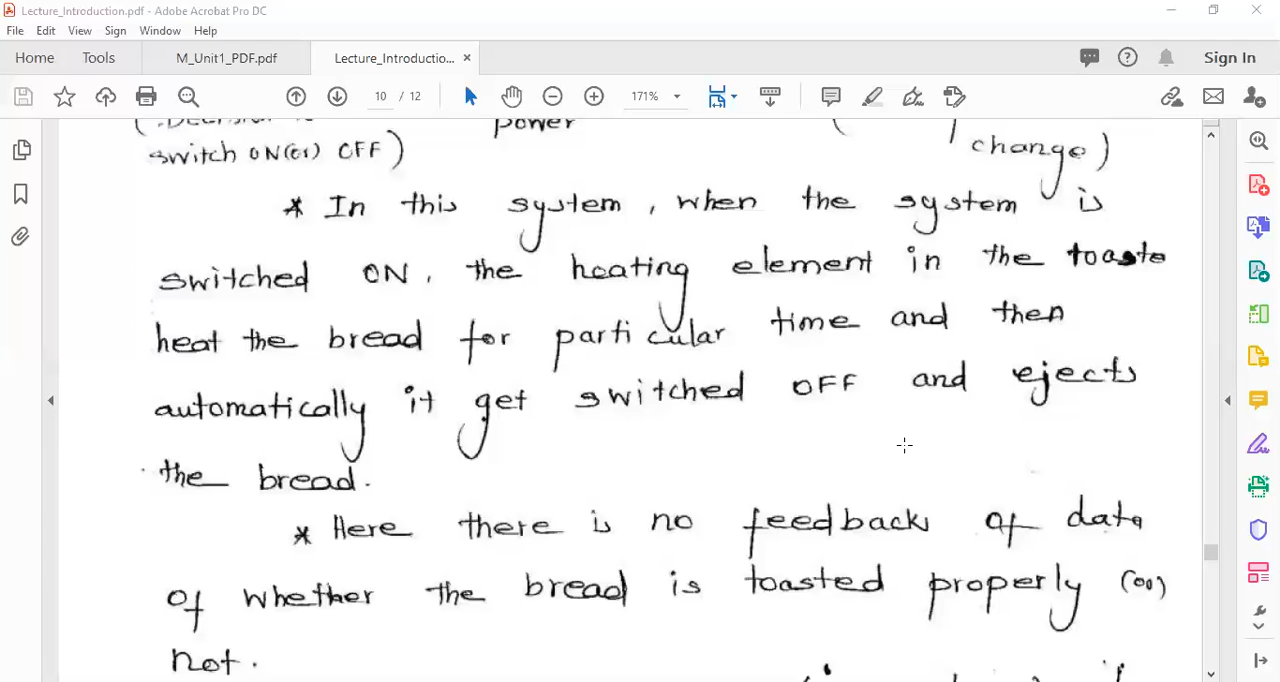 Lecture_Introduction.pdf - Adobe Acrobat Pro DC
File Edit View Sign Window Help
Home Tools M_Unit1_PDF.pdf Lecture_Introductio... × Sign In
10 / 12 171%
power
switch ON(or) OFF) change)
* In this system, when the system is
switched ON, the heating element in the toaste
heat the bread for particular time and then
automatically it get switched OFF and ejects
the bread.
* Here there is no feedback of data
of whether the bread is toasted properly (or)
not.